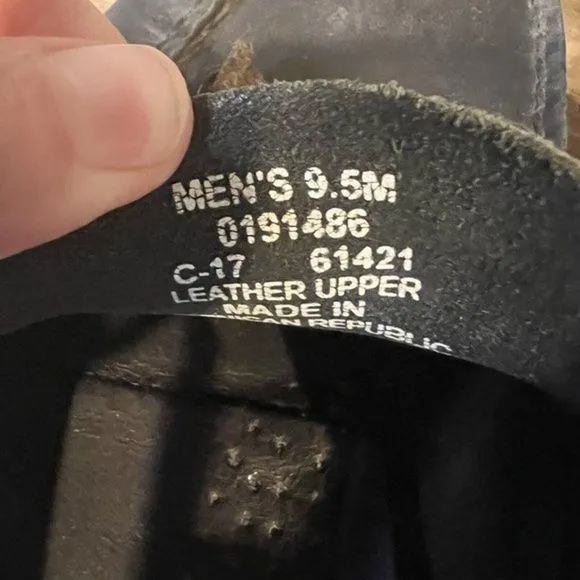 MEN'S 9.5M
0191486
C-17 61421
LEATHER UPPER
MADE IN
REPUBLIC